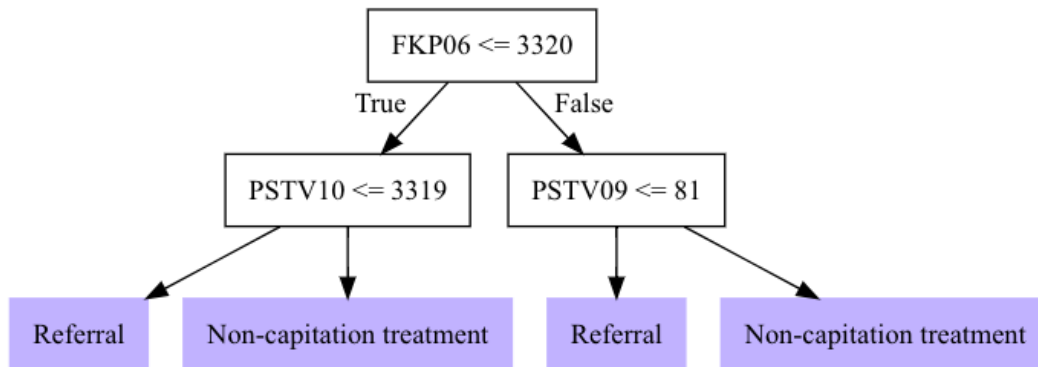 FKP06 <= 3320
True
False
PSTV10 <= 3319
PSTV09 <= 81
Referral
Non-capitation treatment
Referral
Non-capitation treatment